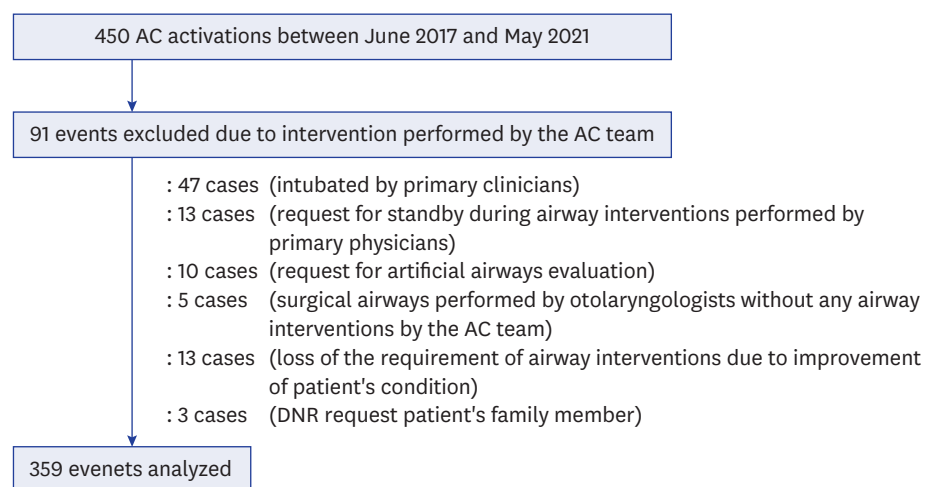 450 AC activations between June 2017 and May 2021
91 events excluded due to intervention performed by the AC team
: 47 cases (intubated by primary clinicians)
: 13 cases (request for standby during airway interventions performed by
primary physicians)
: 10 cases (request for artificial airways evaluation)
: 5 cases (surgical airways performed by otolaryngologists without any airway
interventions by the AC team)
: 13 cases (loss of the requirement of airway interventions due to improvement
of patient's condition)
: 3 cases (DNR request patient's family member)
359 evenets analyzed